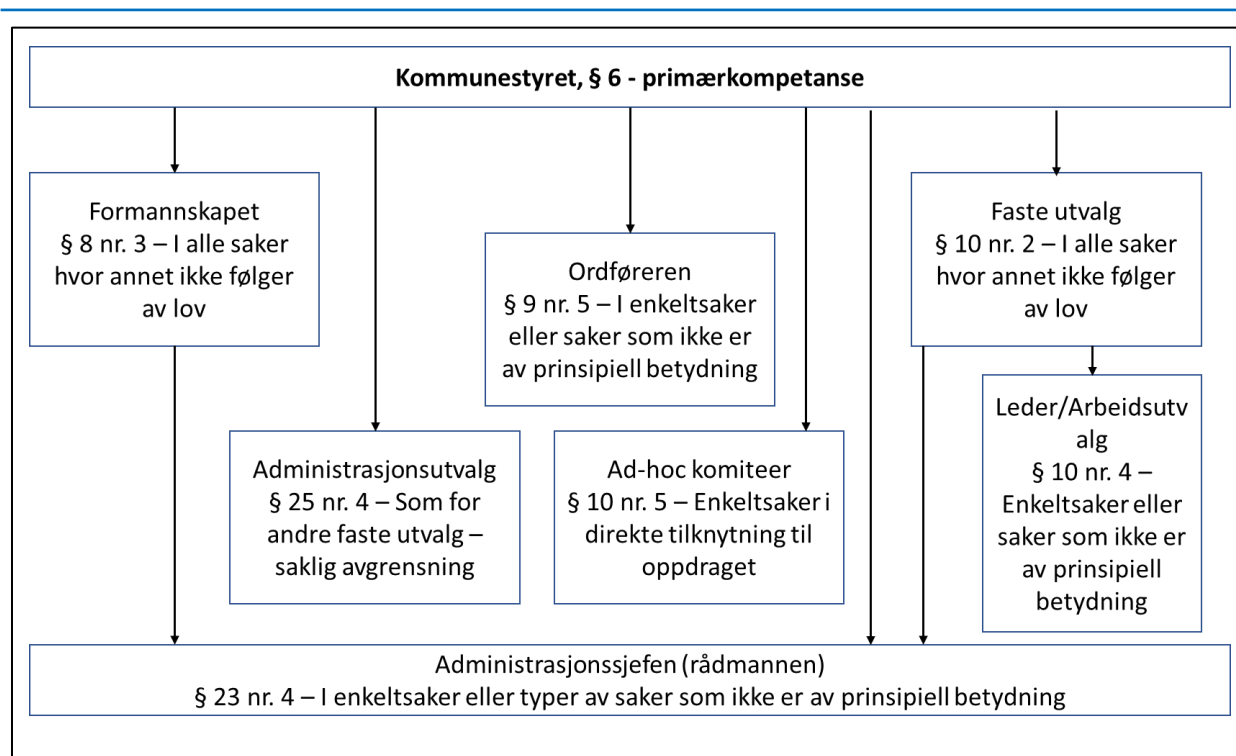 Kommunestyret, § 6 - primærkompetanse
Formannskapet
§ 8 nr. 3 – I alle saker
hvor annet ikke følger
av lov
Ordføreren
§ 9 nr. 5 – I enkeltsaker
eller saker som ikke er
av prinsipiell betydning
Faste utvalg
§ 10 nr. 2 – I alle saker
hvor annet ikke følger
av lov
Administrasjonsutvalg
§ 25 nr. 4 – Som for
andre faste utvalg –
saklig avgrensning
Ad-hoc komiteer
§ 10 nr. 5 – Enkeltsaker i
direkte tilknytning til
oppdraget
Leder/Arbeidsutv
alg
§ 10 nr. 4 –
Enkeltsaker eller
saker som ikke er
av prinsipiell
betydning
Administrasjonssjefen (rådmannen)
§ 23 nr. 4 – I enkeltsaker eller typer av saker som ikke er av prinsipiell betydning